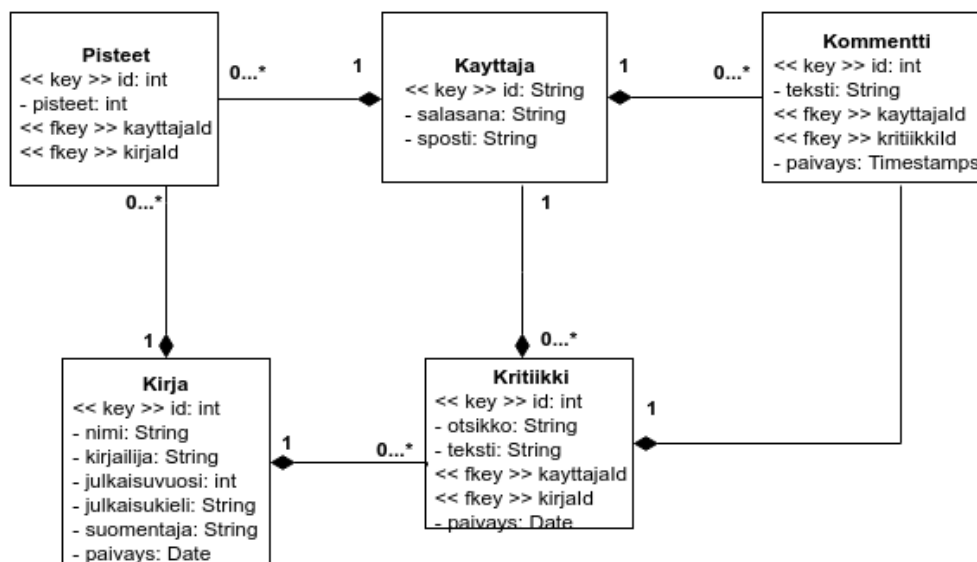 Pisteet
<< key >> id: int
- pisteet: int
<< fkey >> kayttajaId
<< fkey >> kirjaId
0...*
1
Kayttaja
<< key >> id: String
- salasana: String
- sposti: String
1
0...*
Kommentti
<< key >> id: int
- teksti: String
<< fkey >> kayttajaId
<< fkey >> kritiikkiId
- paivays: Timestamps
0...*
1
1
0...*
Kirja
<< key >> id: int
- nimi: String
- kirjailija: String
- julkaisuvuosi: int
- julkaisukieli: String
- suomentaja: String
- paivays: Date
1
0...*
Kritiikki
<< key >> id: int
- otsikko: String
- teksti: String
<< fkey >> kayttajaId
<< fkey >> kirjaId
- paivays: Date
1